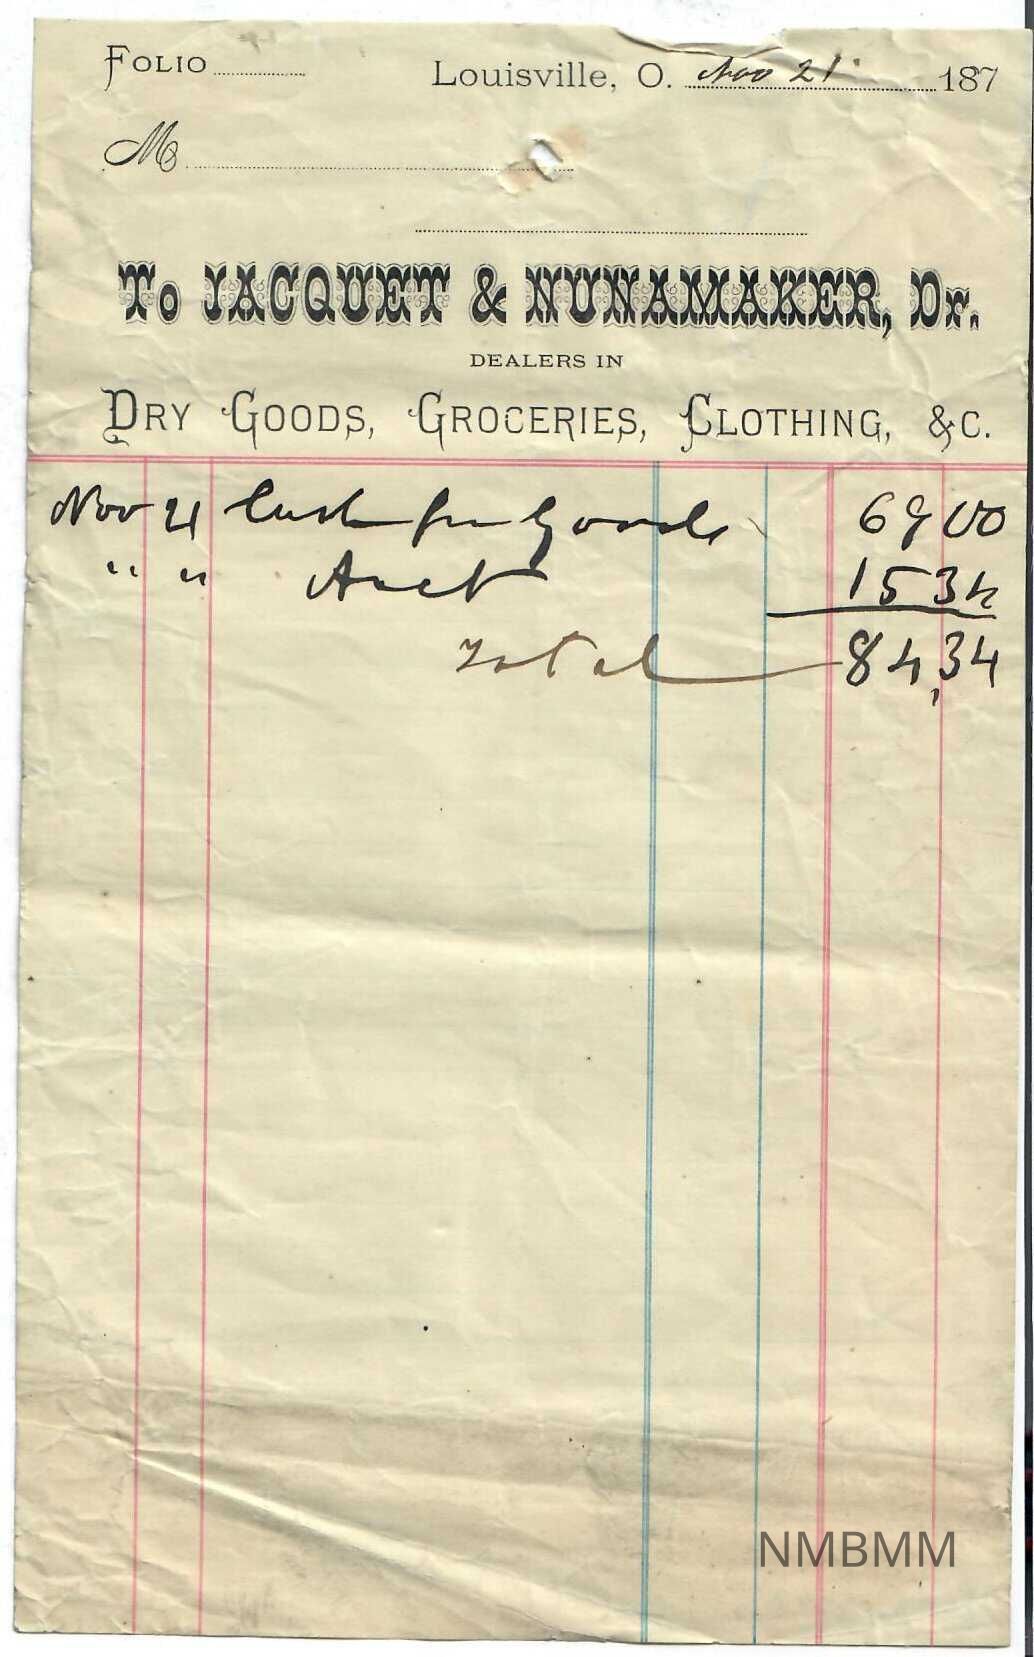 FOLIO
Louisville, O. Nov 21 187
M
To JACQUET & NUNAMAKER, Dr.
DEALERS IN
DRY GOODS, GROCERIES, CLOTHING, &C.
Nov 21 Cash for Goods 69 00
" " Acct 15 34
Total 84,34
NMBMM